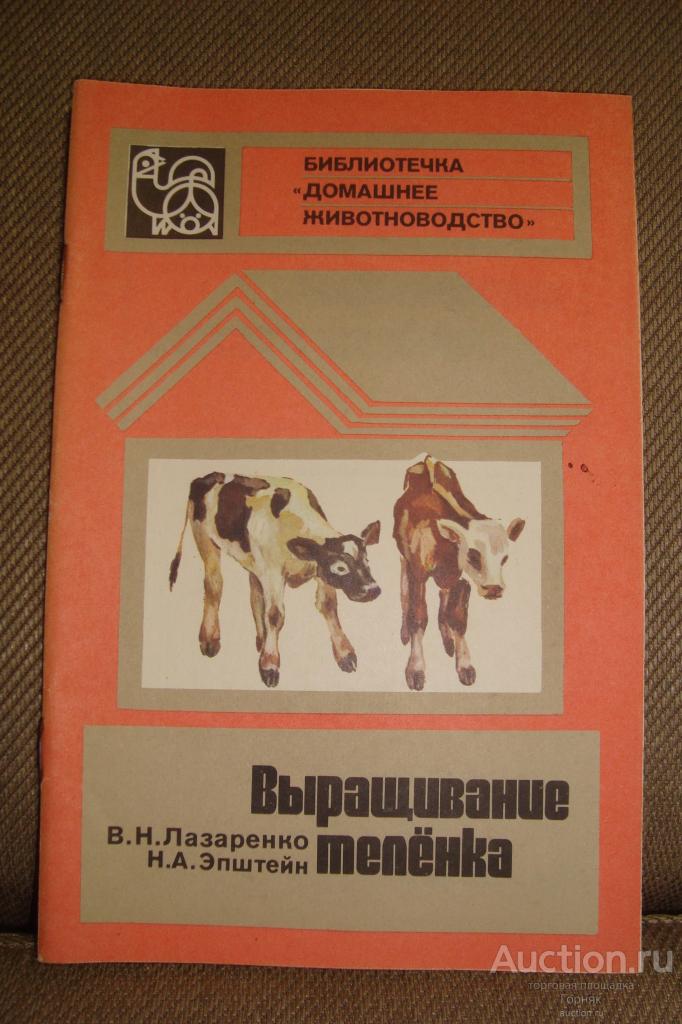 БИБЛИОТЕЧКА
«ДОМАШНЕЕ
ЖИВОТНОВОДСТВО»
Выращивание
телёнка
В.Н.Лазаренко
Н.А.Эпштейн
Auction.ru
торговая площадка
Горняк
auction.ru